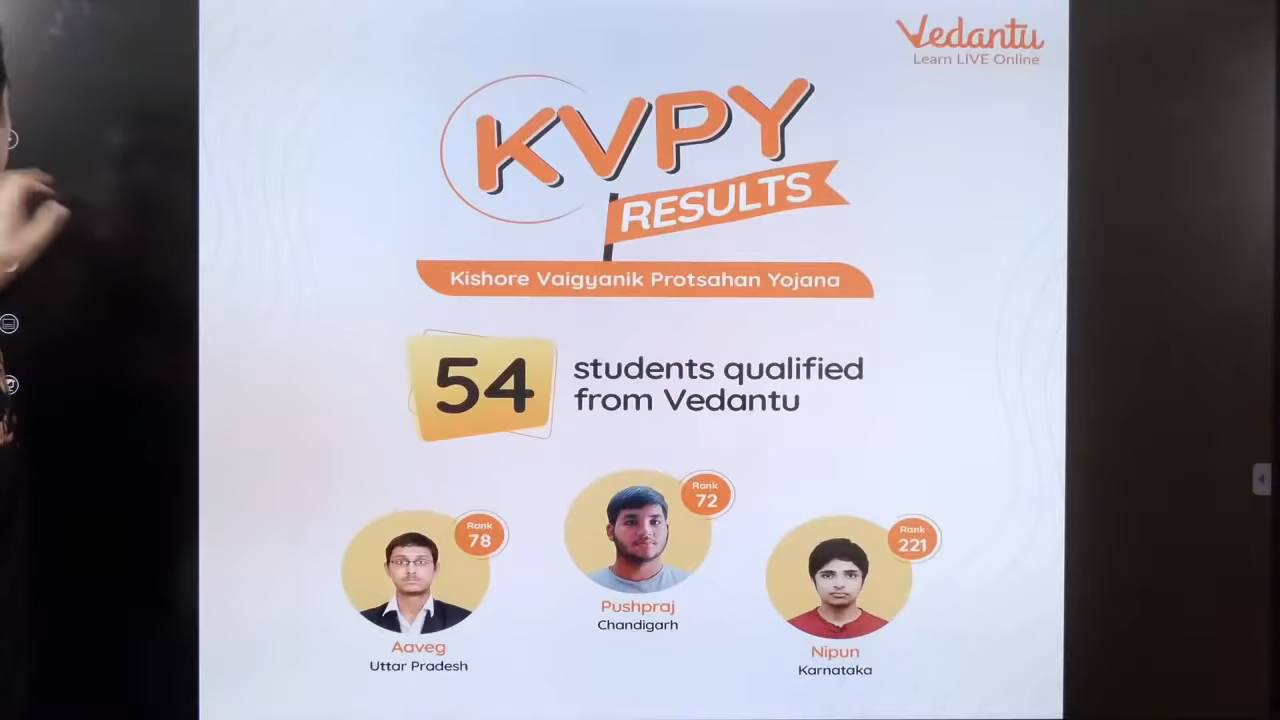 Vedantu
Learn LIVE Online
KVPY
RESULTS
Kishore Vaigyanik Protsahan Yojana
54
students qualified
from Vedantu
Rank
78
Aaveg
Uttar Pradesh
Rank
72
Pushpraj
Chandigarh
Rank
221
Nipun
Karnataka